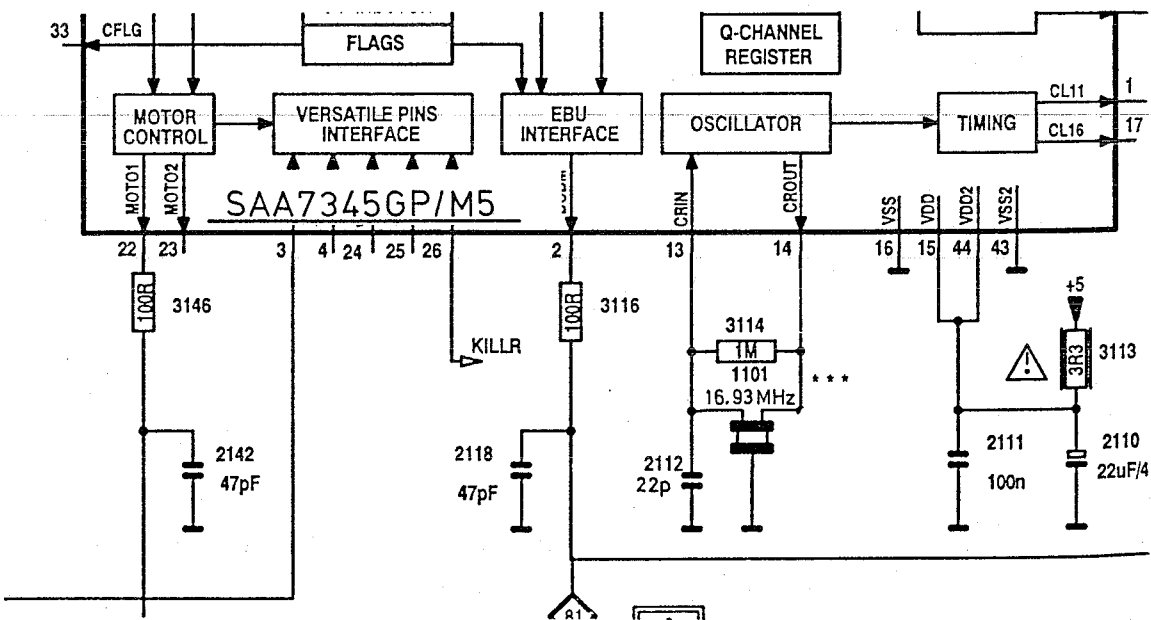 33
CFLG
FLAGS
Q-CHANNEL
REGISTER
MOTOR
CONTROL
VERSATILE PINS
INTERFACE
EBU
INTERFACE
OSCILLATOR
TIMING
CL11
1
CL16
17
MOTO1
MOTO2
SAA7345GP/M5
CRIN
CROUT
VSS
VDD
VDD2
VSS2
22
23
3
4
24
25
26
2
13
14
16
15
44
43
100R
3146
100R
3116
KILLR
3114
1M
1101
16.93MHz
***
+5
3R3
3113
2142
47pF
2118
47pF
2112
22p
2111
100n
2110
22uF/4
81